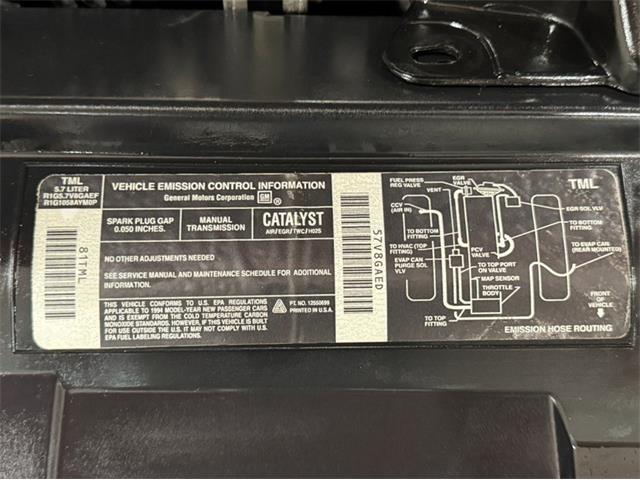 TML
5.7 LITER
R1G5.7V8GAEF
R1G1058AYM0P
VEHICLE EMISSION CONTROL INFORMATION
General Motors Corporation GM ®
SPARK PLUG GAP
0.050 INCHES.
MANUAL
TRANSMISSION
CATALYST
AIR/EGR/TWC/HO2S
NO OTHER ADJUSTMENTS NEEDED
SEE SERVICE MANUAL AND MAINTENANCE SCHEDULE FOR ADDITIONAL
INFORMATION.
THIS VEHICLE CONFORMS TO U.S. EPA REGULATIONS
APPLICABLE TO 1994 MODEL-YEAR NEW PASSENGER CARS
AND IS EXEMPT FROM THE COLD TEMPERATURE CARBON
MONOXIDE STANDARDS. HOWEVER, IF THIS VEHICLE IS BUILT
FOR USE OUTSIDE THE U.S. IT MAY NOT COMPLY WITH U.S.
EPA FUEL LABELING REGULATIONS.
PT. NO. 12550699
PRINTED IN U.S.A.
81TML
57V8GAED
FUEL PRESS
REG VALVE
EGR
VALVE
TML
VENT
CCV
(AIR IN)
EGR SOL VLV
TO BOTTOM
FITTING
TO BOTTOM
FITTING
TO HVAC (TOP
FITTING)
PCV
VALVE
TO EVAP CAN
(REAR MOUNTED)
EVAP CAN
PURGE SOL
VLV
TO TOP PORT
ON VALVE
MAP SENSOR
THROTTLE
BODY
FRONT
OF
VEHICLE
TO TOP
FITTING
EMISSION HOSE ROUTING